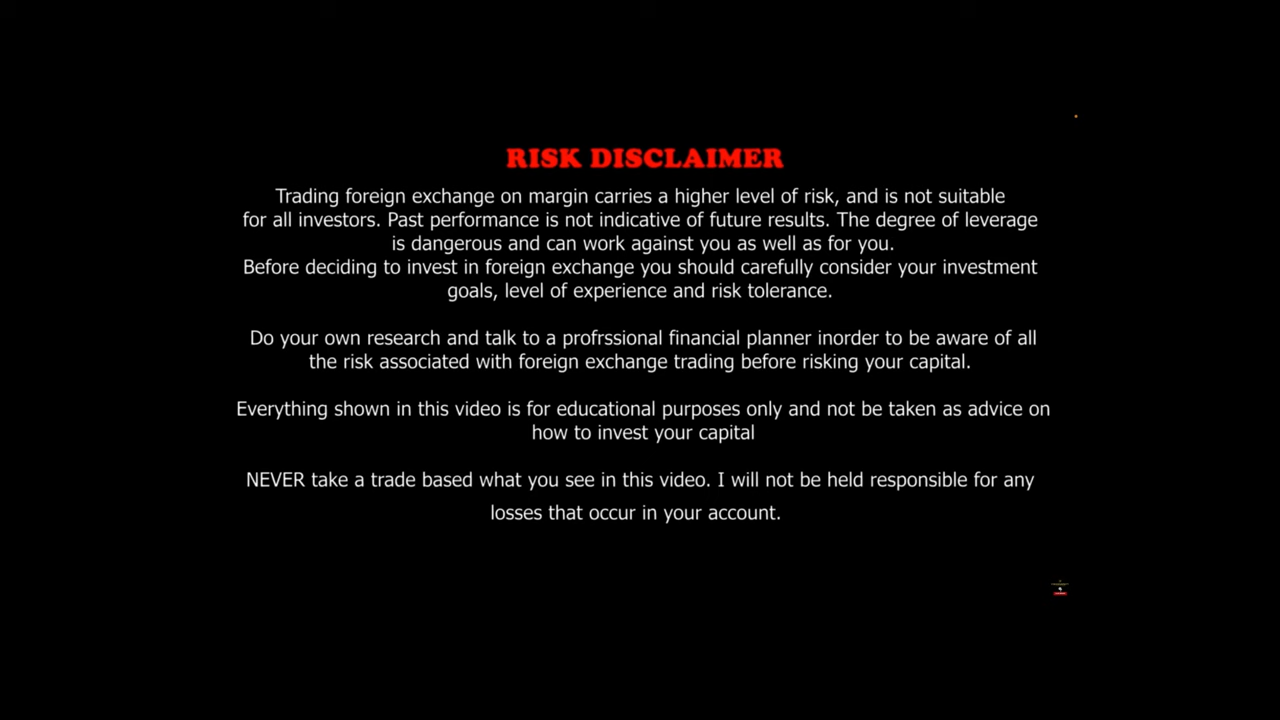 RISK DISCLAIMER
Trading foreign exchange on margin carries a higher level of risk, and is not suitable
for all investors. Past performance is not indicative of future results. The degree of leverage
is dangerous and can work against you as well as for you.
Before deciding to invest in foreign exchange you should carefully consider your investment
goals, level of experience and risk tolerance.
Do your own research and talk to a profrssional financial planner inorder to be aware of all
the risk associated with foreign exchange trading before risking your capital.
Everything shown in this video is for educational purposes only and not be taken as advice on
how to invest your capital
NEVER take a trade based what you see in this video. I will not be held responsible for any
losses that occur in your account.